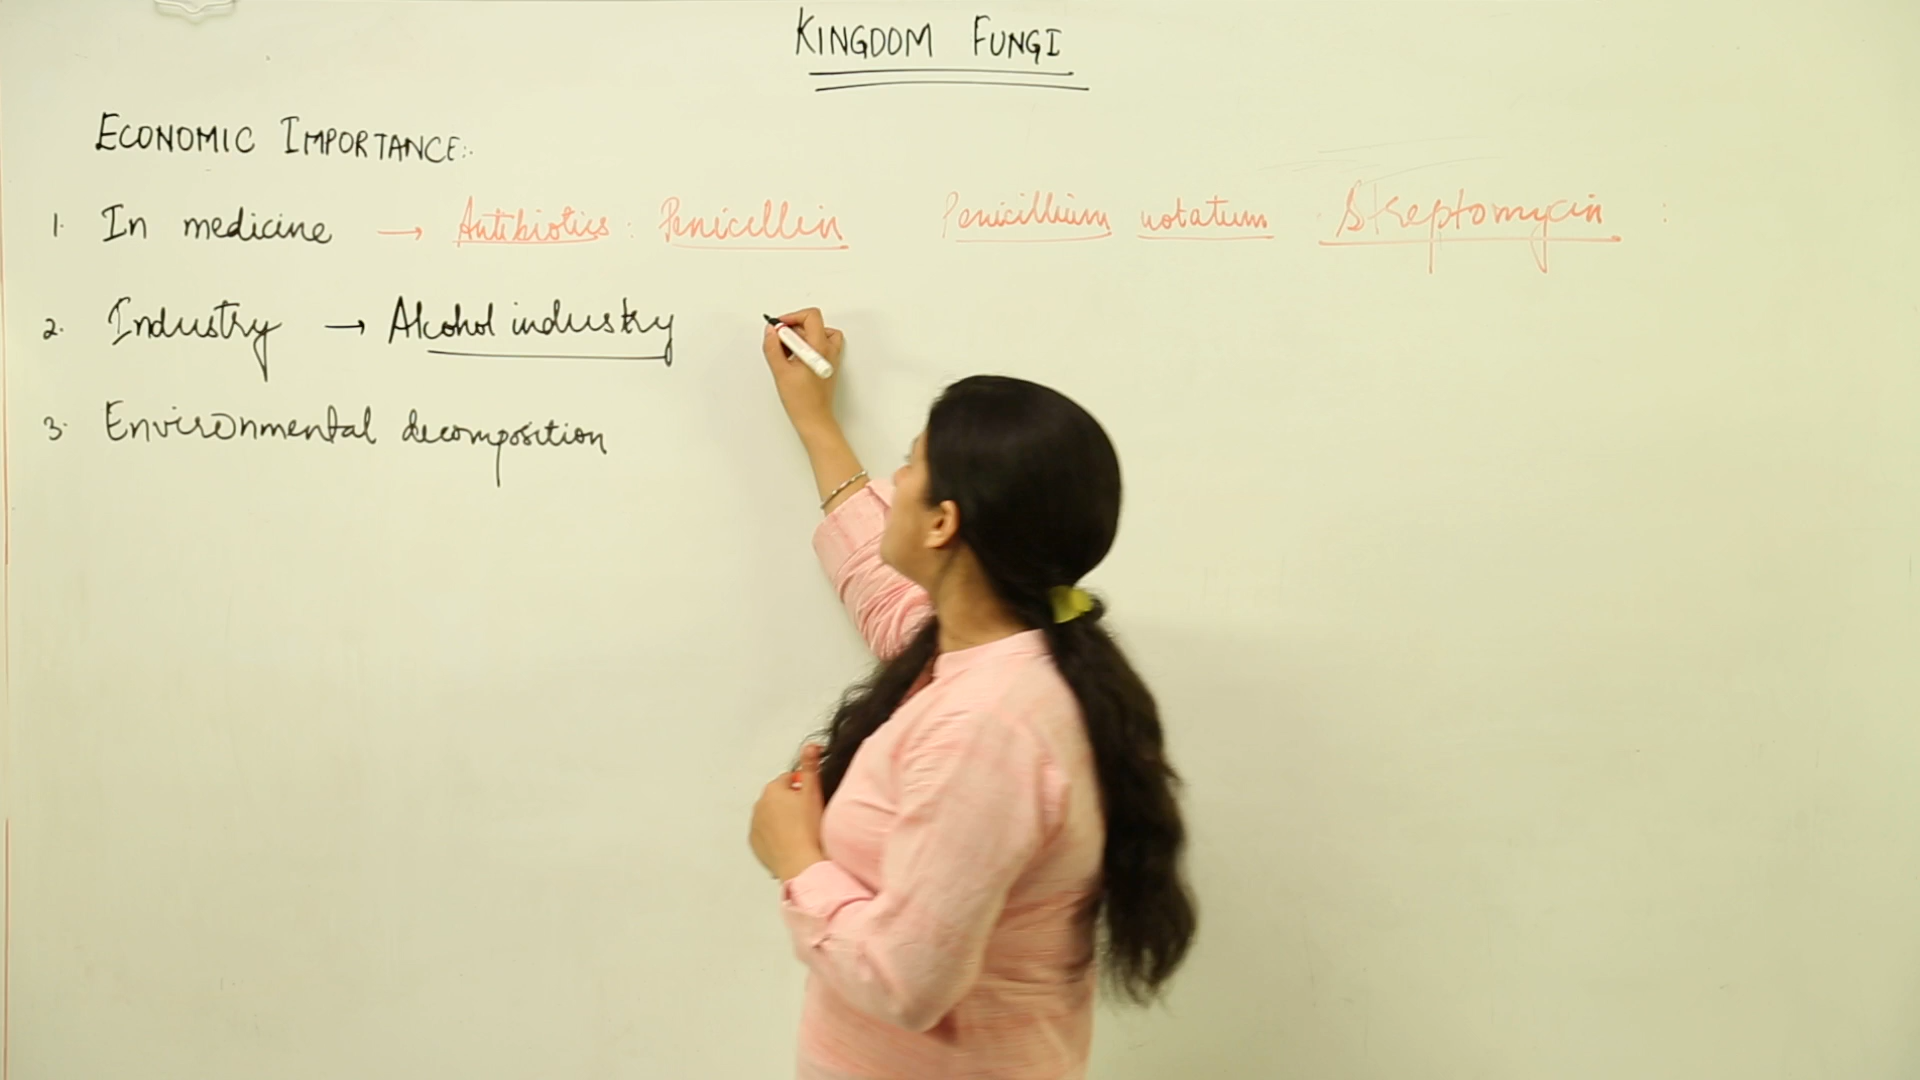 KINGDOM FUNGI
ECONOMIC IMPORTANCE:.
1. In medicine → Antibiotics : Penicillin Penicillium notatum Streptomycin :
2. Industry → Alcohol industry
3. Environmental decomposition